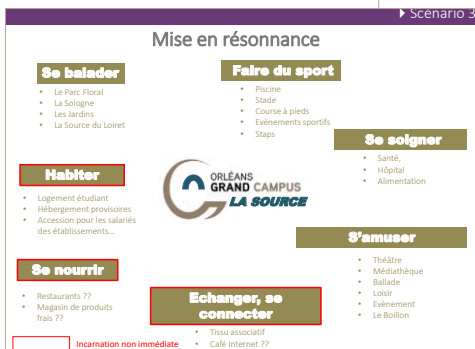 Scénario 3
Mise en résonnance
Se balader
• Le Parc Floral
• La Sologne
• Les Jardins
• La Source du Loiret
Faire du sport
• Piscine
• Stade
• Course à pieds
• Evènements sportifs
• Staps
Se soigner
• Santé,
• Hôpital
• Alimentation
Habiter
• Logement étudiant
• Hébergement provisoires
• Accession pour les salariés
des établissements...
ORLÉANS
GRAND CAMPUS
LA SOURCE
S'amuser
• Théâtre
• Médiathèque
• Ballade
• Loisir
• Evènement
• Le Boillon
Se nourrir
• Restaurants ??
• Magasin de produits
frais ??
Echanger, se
connecter
• Tissu associatif
• Café Internet ??
Incarnation non immédiate